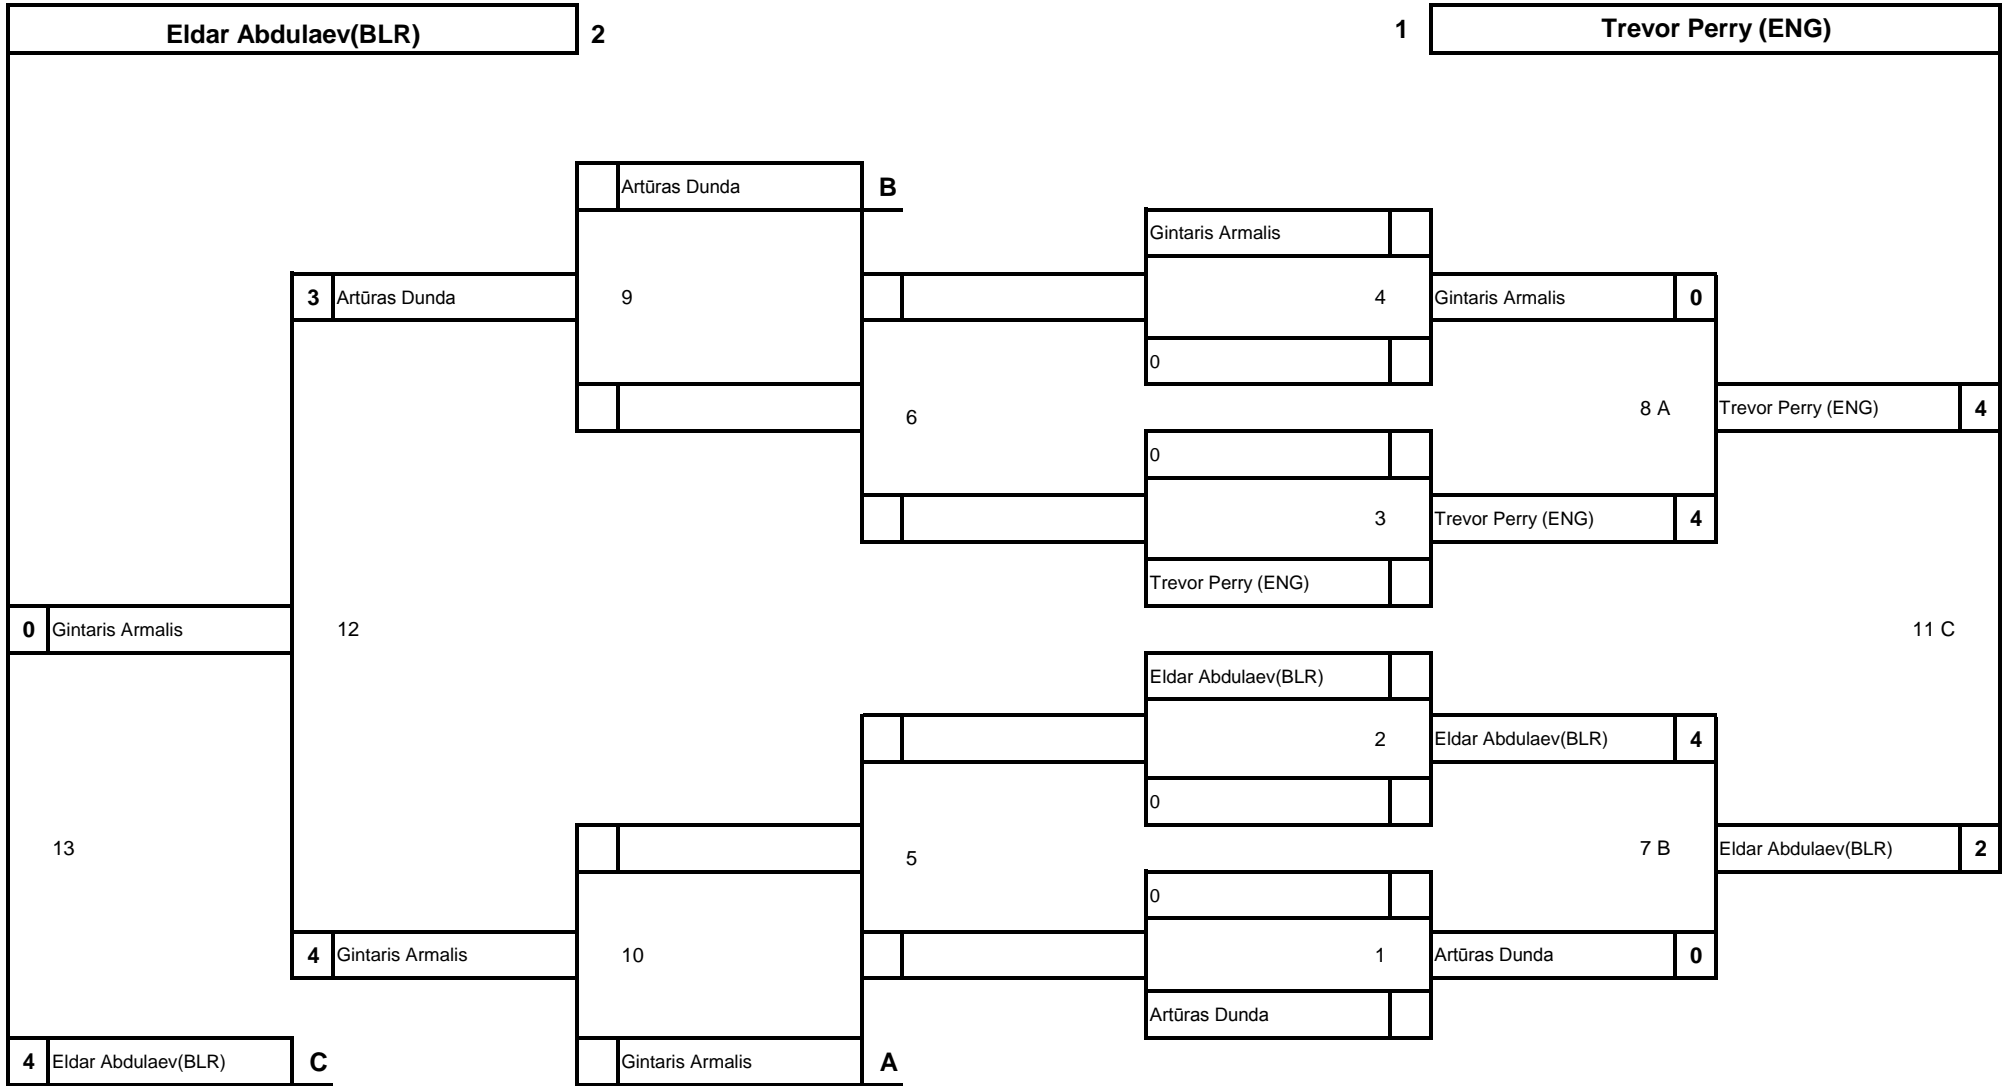 Eldar Abdulaev(BLR) 2 1 Trevor Perry (ENG)
Artūras Dunda B
Gintaris Armalis
3 Artūras Dunda 9 4 Gintaris Armalis 0
0
6 8 A Trevor Perry (ENG) 4
0
3 Trevor Perry (ENG) 4
Trevor Perry (ENG)
0 Gintaris Armalis 12 11 C
Eldar Abdulaev(BLR)
2 Eldar Abdulaev(BLR) 4
0
13 5 7 B Eldar Abdulaev(BLR) 2
0
4 Gintaris Armalis 10 1 Artūras Dunda 0
Artūras Dunda
4 Eldar Abdulaev(BLR) C Gintaris Armalis A